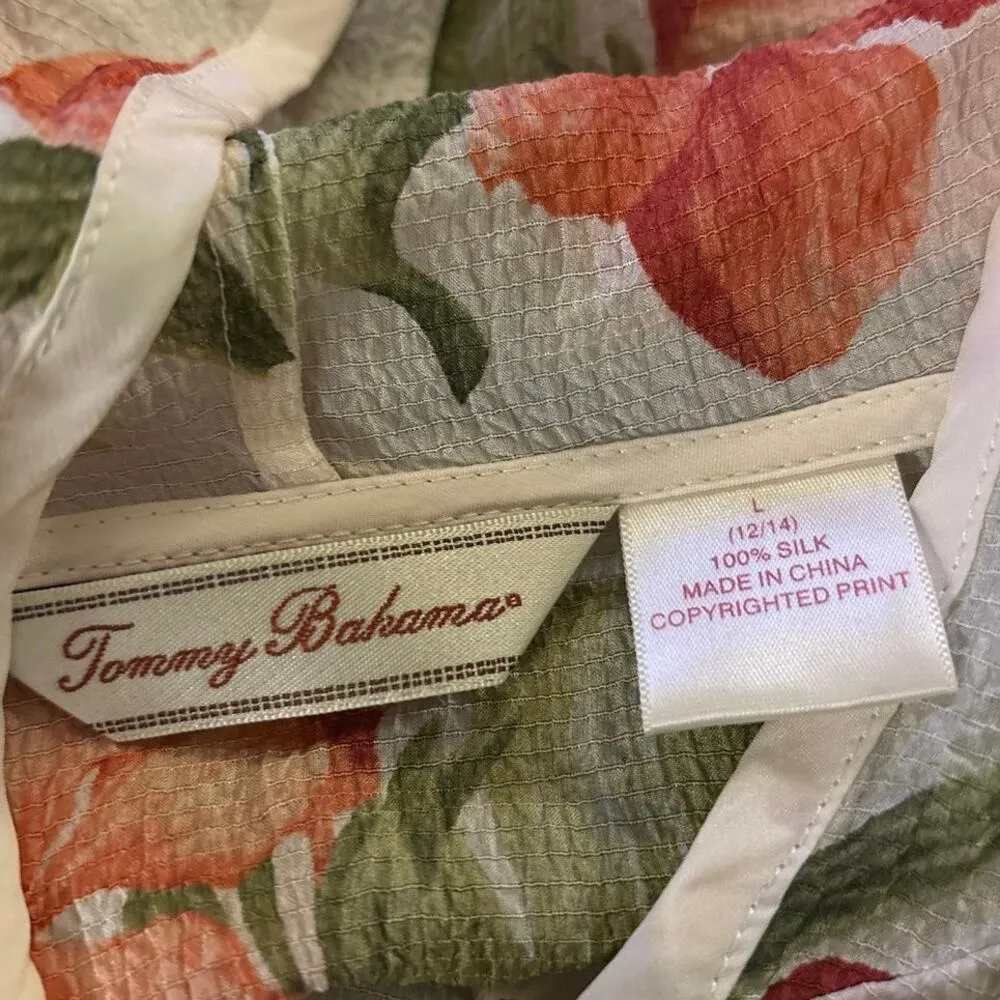 Tommy Bahama®
L
(12/14)
100% SILK
MADE IN CHINA
COPYRIGHTED PRINT